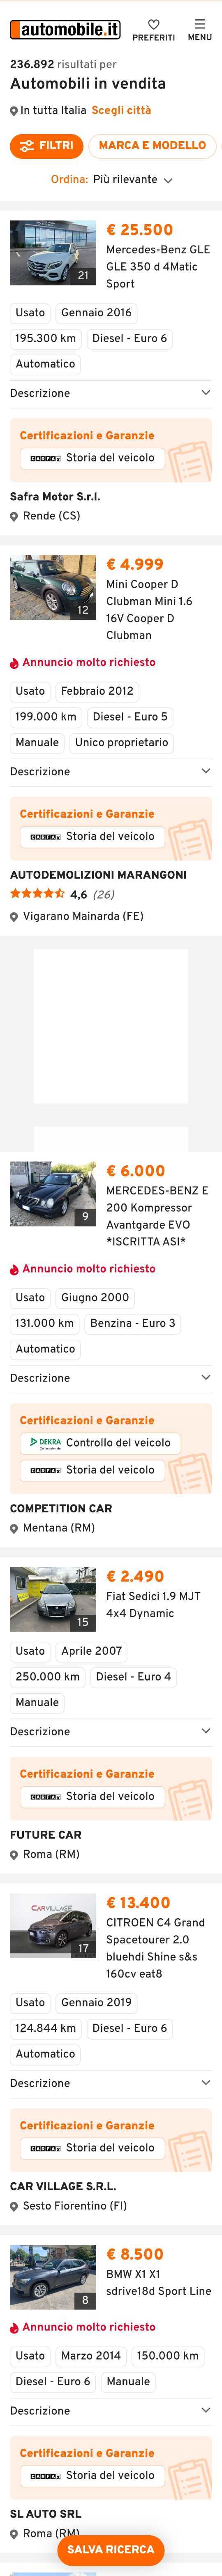 automobile.it
PREFERITI
MENU
236.892 risultati per
Automobili in vendita
In tutta Italia Scegli città
FILTRI
MARCA E MODELLO
Ordina: Più rilevante
21
€ 25.500
Mercedes-Benz GLE
GLE 350 d 4Matic
Sport
Usato
Gennaio 2016
195.300 km
Diesel - Euro 6
Automatico
Descrizione
Certificazioni e Garanzie
Storia del veicolo
Safra Motor S.r.l.
Rende (CS)
12
€ 4.999
Mini Cooper D
Clubman Mini 1.6
16V Cooper D
Clubman
Annuncio molto richiesto
Usato
Febbraio 2012
199.000 km
Diesel - Euro 5
Manuale
Unico proprietario
Descrizione
Certificazioni e Garanzie
Storia del veicolo
AUTODEMOLIZIONI MARANGONI
4,6 (26)
Vigarano Mainarda (FE)
9
€ 6.000
MERCEDES-BENZ E
200 Kompressor
Avantgarde EVO
*ISCRITTA ASI*
Annuncio molto richiesto
Usato
Giugno 2000
131.000 km
Benzina - Euro 3
Automatico
Descrizione
Certificazioni e Garanzie
DEKRA Controllo del veicolo
Storia del veicolo
COMPETITION CAR
Mentana (RM)
15
€ 2.490
Fiat Sedici 1.9 MJT
4x4 Dynamic
Usato
Aprile 2007
250.000 km
Diesel - Euro 4
Manuale
Descrizione
Certificazioni e Garanzie
Storia del veicolo
FUTURE CAR
Roma (RM)
CARVILLAGE
17
€ 13.400
CITROEN C4 Grand
Spacetourer 2.0
bluehdi Shine s&s
160cv eat8
Usato
Gennaio 2019
124.844 km
Diesel - Euro 6
Automatico
Descrizione
Certificazioni e Garanzie
Storia del veicolo
CAR VILLAGE S.R.L.
Sesto Fiorentino (FI)
8
€ 8.500
BMW X1 X1
sdrive18d Sport Line
Annuncio molto richiesto
Usato
Marzo 2014
150.000 km
Diesel - Euro 6
Manuale
Descrizione
Certificazioni e Garanzie
Storia del veicolo
SL AUTO SRL
Roma (RM)
SALVA RICERCA